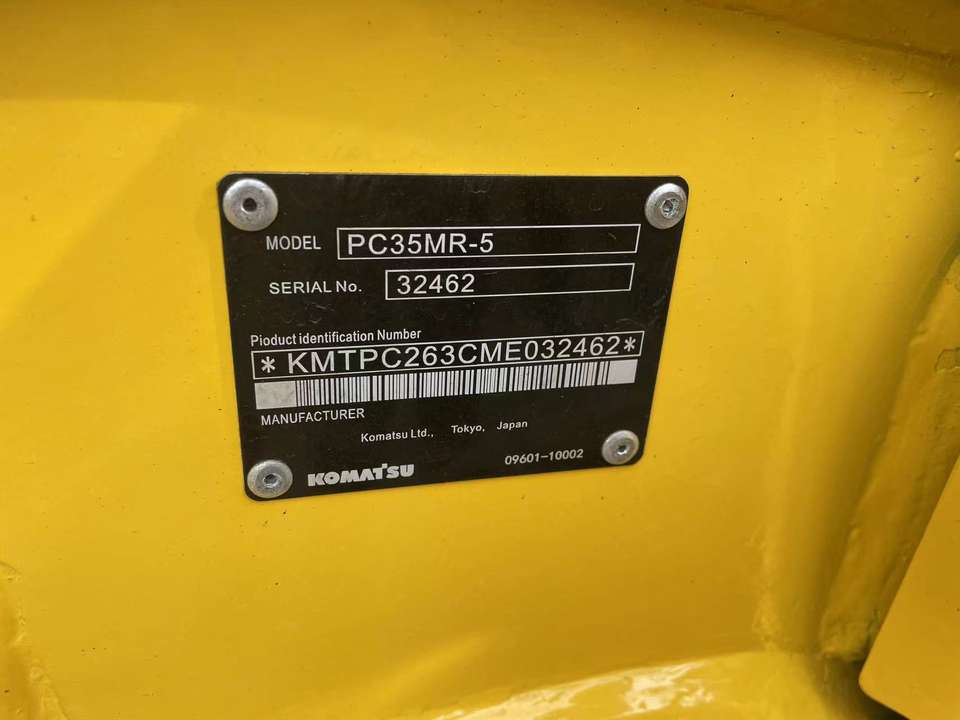 MODEL PC35MR-5
SERIAL No. 32462
Pioduct identification Number
*KMTPC263CME032462*
MANUFACTURER
Komatsu Ltd., Tokyo, Japan
09601-10002
KOMATSU